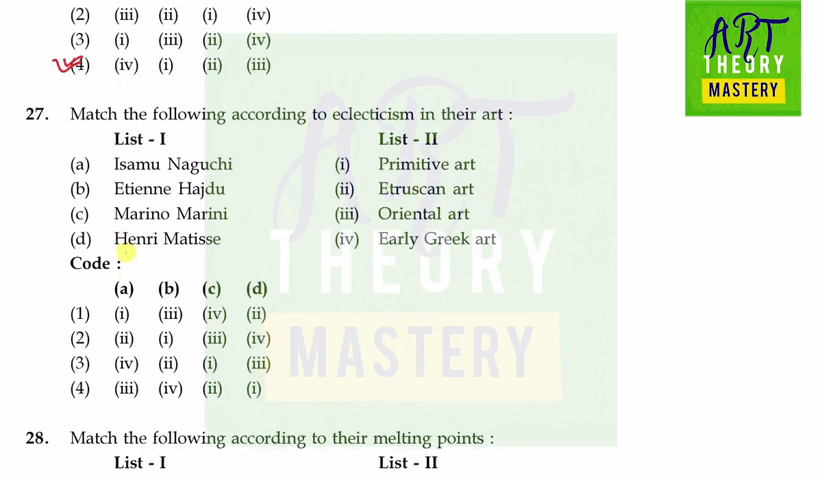 (2) (iii) (ii) (i) (iv)
(3) (i) (iii) (ii) (iv)
(4) (iv) (i) (ii) (iii)
ART
THEORY
MASTERY
27. Match the following according to eclecticism in their art :
List - I List - II
(a) Isamu Naguchi (i) Primitive art
(b) Etienne Hajdu (ii) Etruscan art
(c) Marino Marini (iii) Oriental art
(d) Henri Matisse (iv) Early Greek art
Code :
(a) (b) (c) (d)
(1) (i) (iii) (iv) (ii)
(2) (ii) (i) (iii) (iv)
(3) (iv) (ii) (i) (iii)
(4) (iii) (iv) (ii) (i)
ART
THEORY
MASTERY
28. Match the following according to their melting points :
List - I List - II